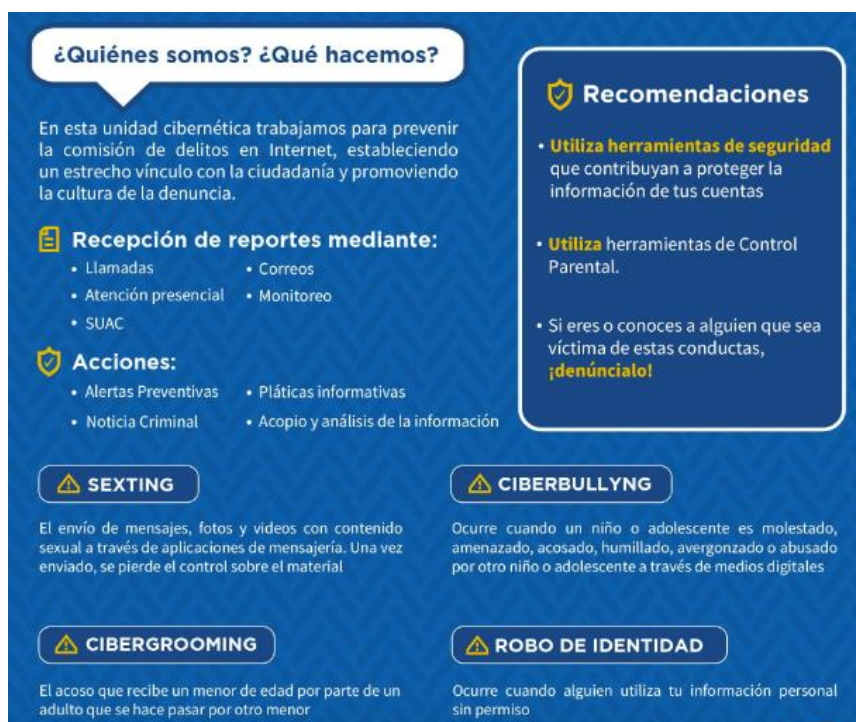 ¿Quiénes somos? ¿Qué hacemos?
En esta unidad cibernética trabajamos para prevenir
la comisión de delitos en Internet, estableciendo
un estrecho vínculo con la ciudadanía y promoviendo
la cultura de la denuncia.
Recepción de reportes mediante:
• Llamadas
• Correos
• Atención presencial
• Monitoreo
• SUAC
Acciones:
• Alertas Preventivas
• Pláticas informativas
• Noticia Criminal
• Acopio y análisis de la información
Recomendaciones
• Utiliza herramientas de seguridad
que contribuyan a proteger la
información de tus cuentas
• Utiliza herramientas de Control
Parental.
• Si eres o conoces a alguien que sea
víctima de estas conductas,
¡denúncialo!
SEXTING
El envío de mensajes, fotos y videos con contenido
sexual a través de aplicaciones de mensajería. Una vez
enviado, se pierde el control sobre el material
CIBERBULLYNG
Ocurre cuando un niño o adolescente es molestado,
amenazado, acosado, humillado, avergonzado o abusado
por otro niño o adolescente a través de medios digitales
CIBERGROOMING
El acoso que recibe un menor de edad por parte de un
adulto que se hace pasar por otro menor
ROBO DE IDENTIDAD
Ocurre cuando alguien utiliza tu información personal
sin permiso